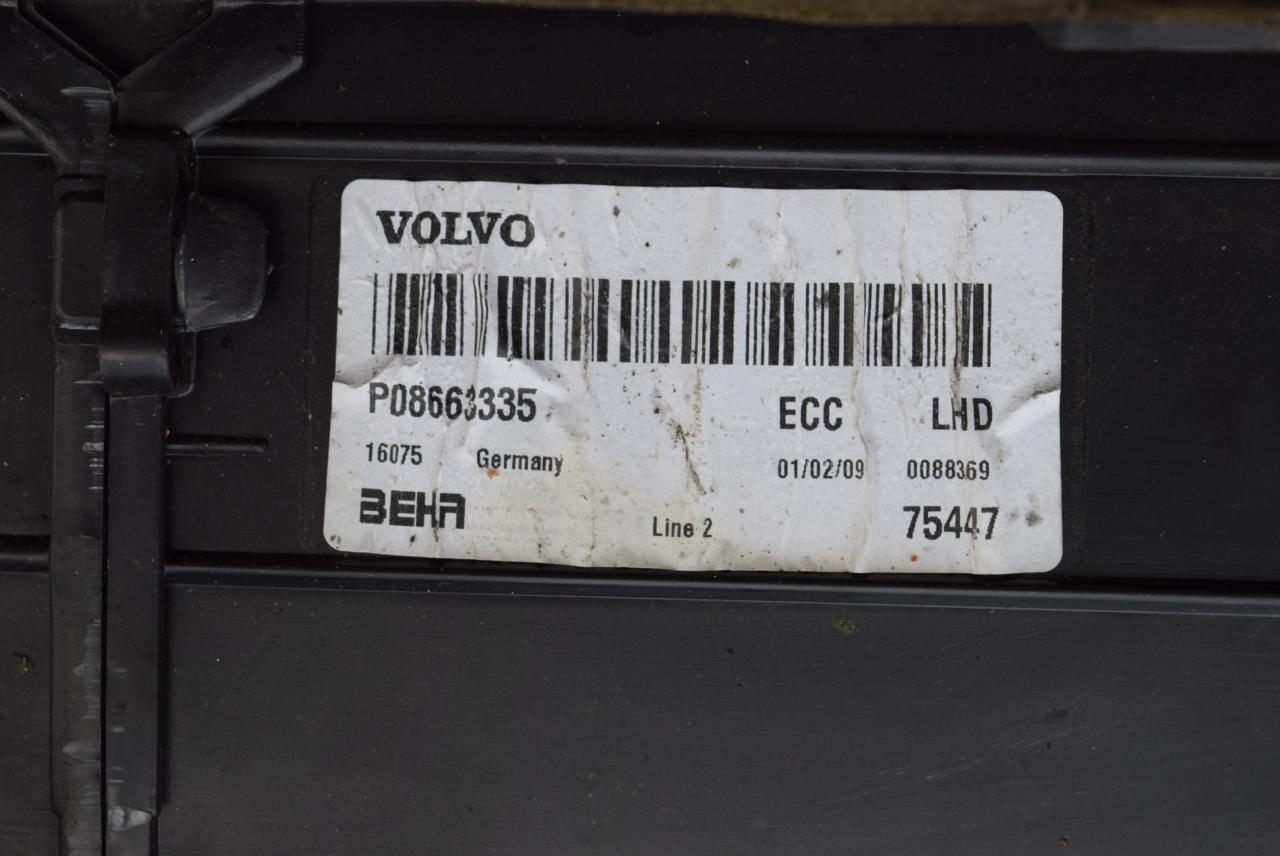 VOLVO
P08663335 ECC LHD
16075 Germany 01/02/09 0088369
BEHR Line 2 75447